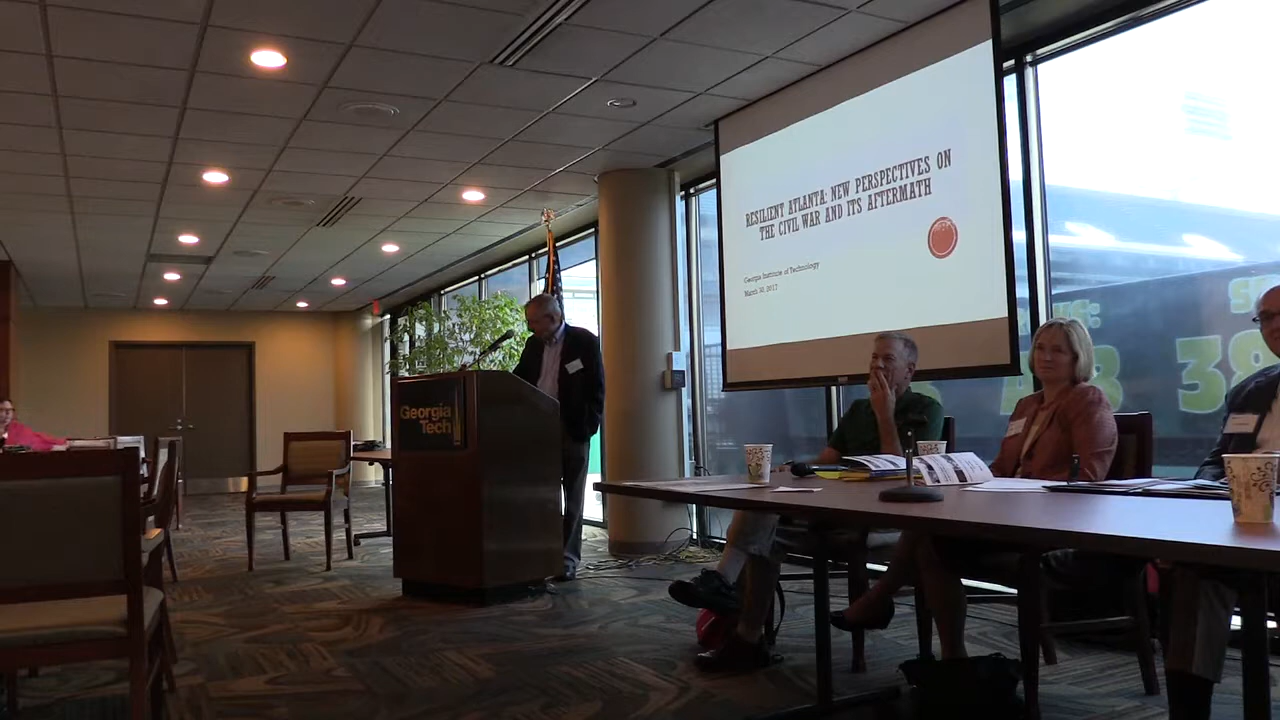 RESILIENT ATLANTA: NEW PERSPECTIVES ON
THE CIVIL WAR AND ITS AFTERMATH
Georgia Institute of Technology
March 30, 2017
Georgia
Tech
38